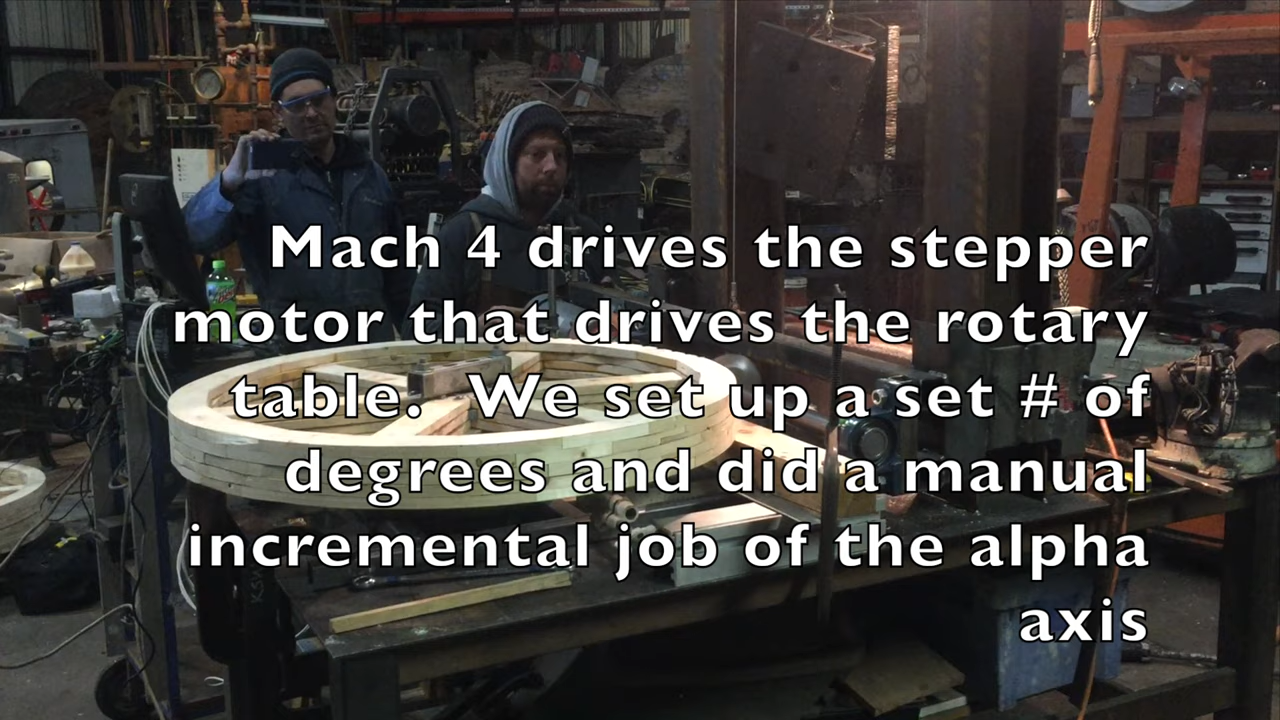 Mach 4 drives the stepper
motor that drives the rotary
table.  We set up a set # of
degrees and did a manual
incremental job of the alpha
axis